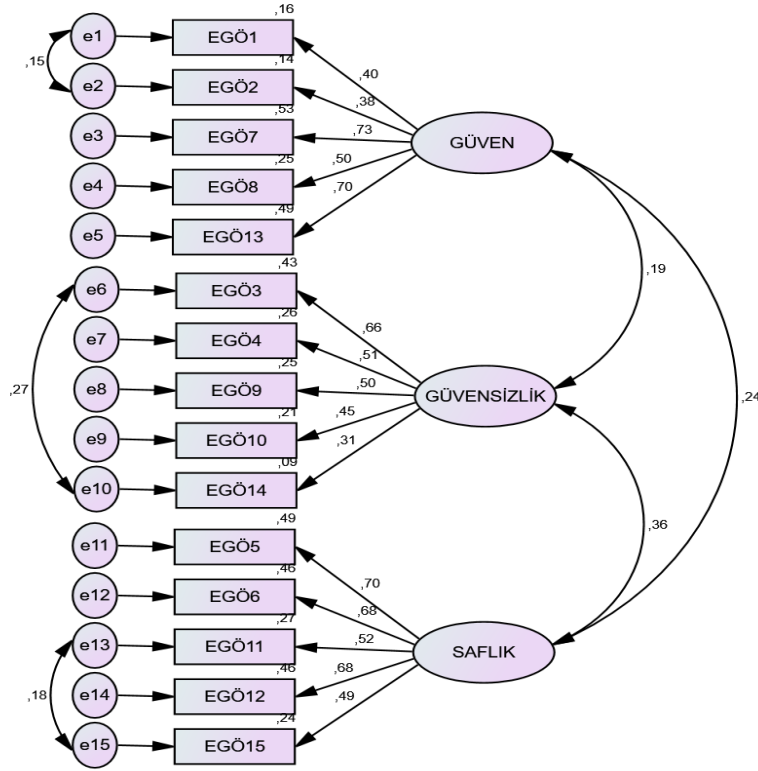 ,16
e1
EGÖ1
,15
,40
,14
e2
EGÖ2
,38
,53
e3
EGÖ7
,73
GÜVEN
,25
e4
EGÖ8
,50
,49
,70
e5
EGÖ13
,43
,19
e6
EGÖ3
,66
,26
e7
EGÖ4
,51
,25
,27
e8
EGÖ9
,50
GÜVENSİZLİK
,24
,21
e9
EGÖ10
,45
,09
,31
e10
EGÖ14
,49
,36
e11
EGÖ5
,70
,46
e12
EGÖ6
,68
,27
e13
EGÖ11
,52
SAFLIK
,46
,18
e14
EGÖ12
,68
,24
,49
e15
EGÖ15